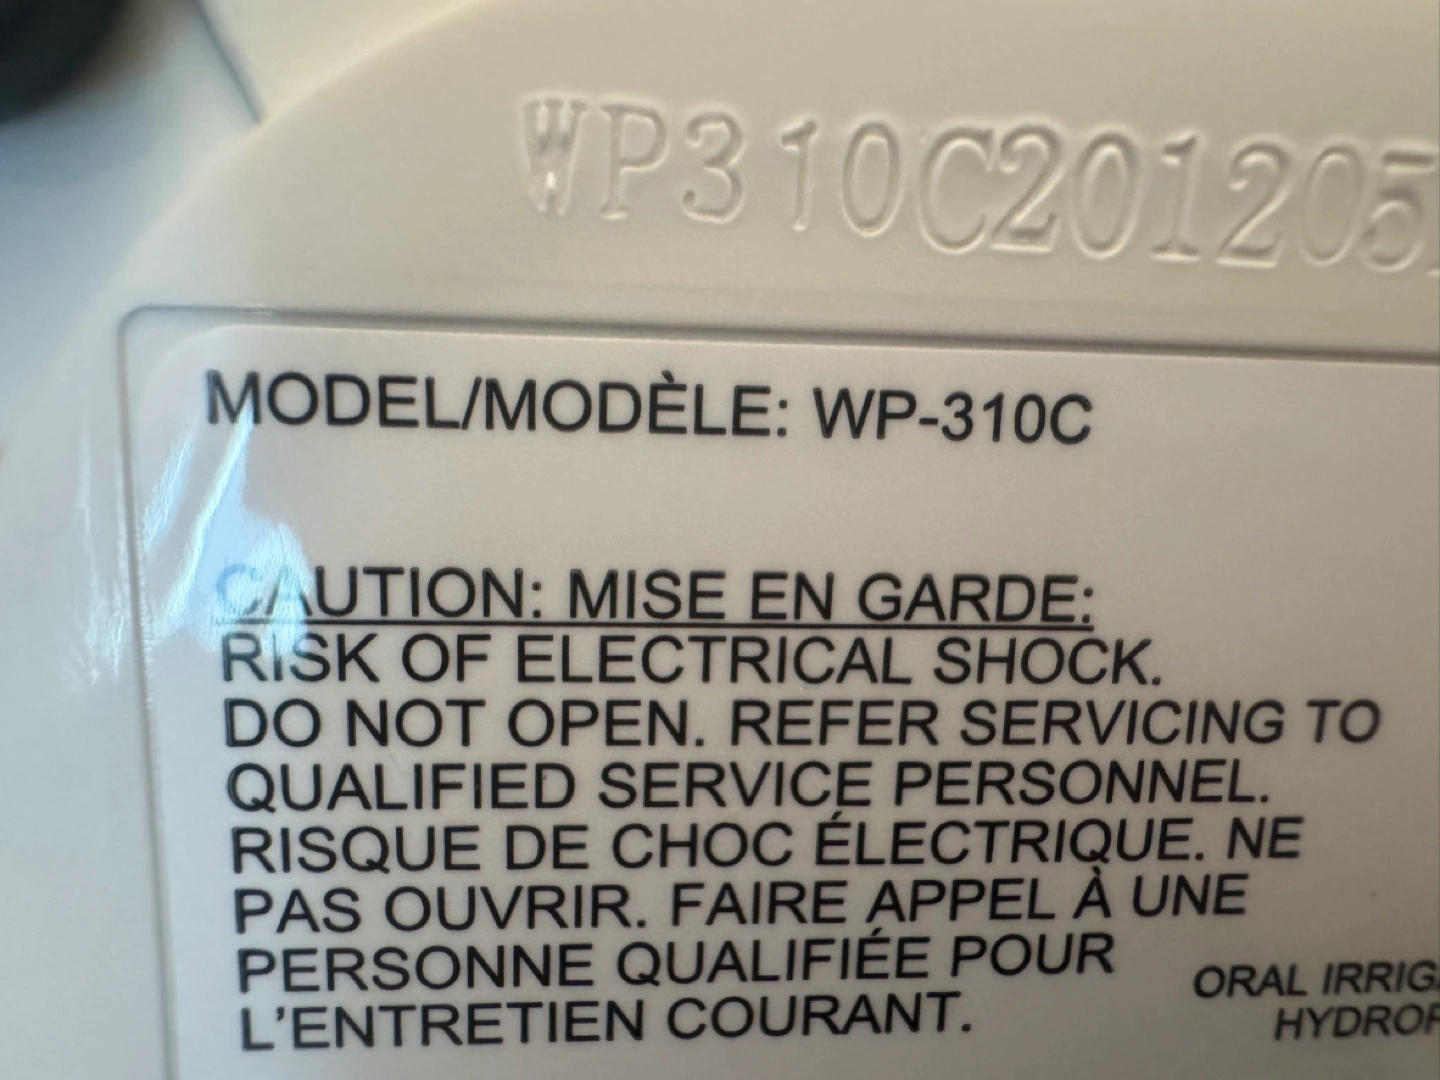 WP310C201205
MODEL/MODÈLE: WP-310C
CAUTION: MISE EN GARDE:
RISK OF ELECTRICAL SHOCK.
DO NOT OPEN. REFER SERVICING TO
QUALIFIED SERVICE PERSONNEL.
RISQUE DE CHOC ÉLECTRIQUE. NE
PAS OUVRIR. FAIRE APPEL À UNE
PERSONNE QUALIFIÉE POUR
L'ENTRETIEN COURANT.
ORAL